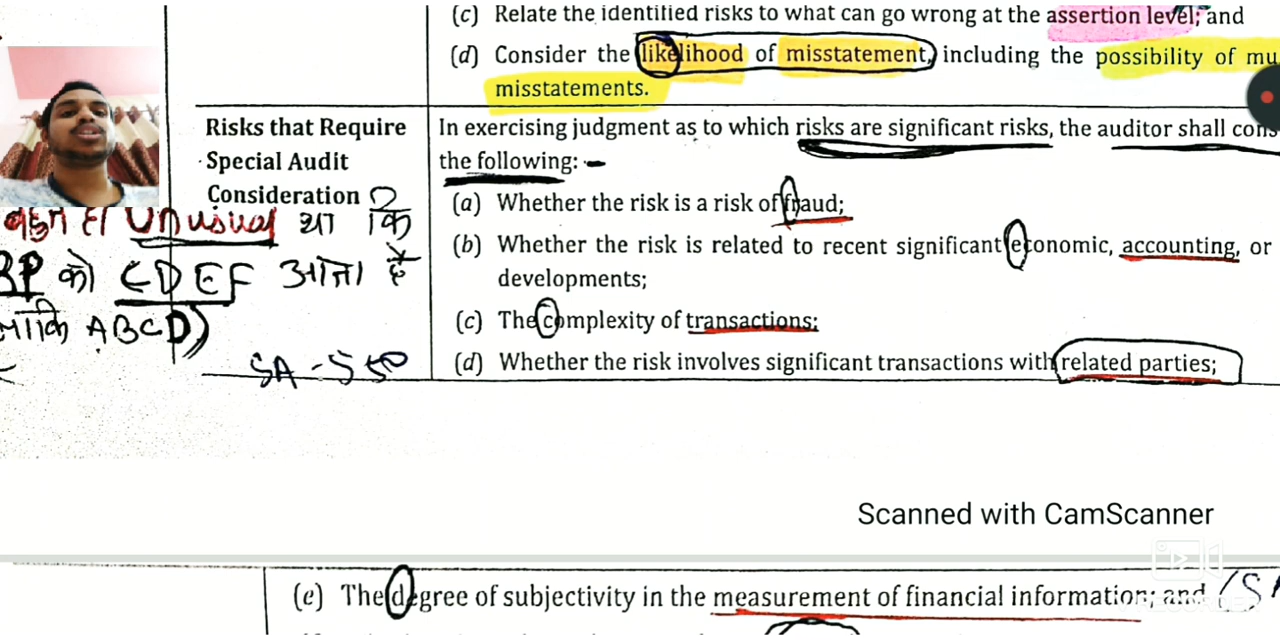 (c) Relate the identified risks to what can go wrong at the assertion level; and
(d) Consider the likelihood of misstatement, including the possibility of mu
misstatements.
Risks that Require
Special Audit
Consideration
In exercising judgment as to which risks are significant risks, the auditor shall cons
the following:
(a) Whether the risk is a risk of fraud;
(b) Whether the risk is related to recent significant economic, accounting, or
developments;
(c) The complexity of transactions;
(d) Whether the risk involves significant transactions with related parties;
unusual या कि
RP को CDEF आता है
ABCD)
SA-550
Scanned with CamScanner
(e) The degree of subjectivity in the measurement of financial information; and (SA